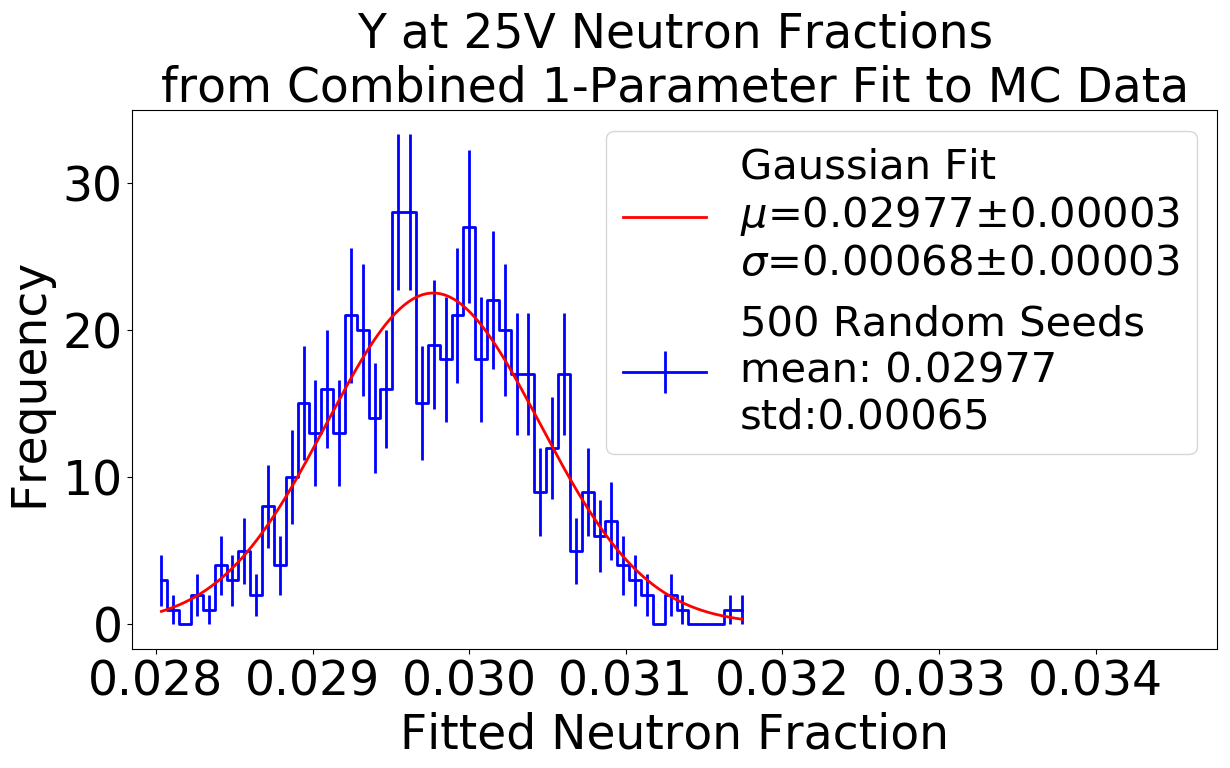 Y at 25V Neutron Fractions
from Combined 1-Parameter Fit to MC Data
Frequency
30
20
10
0
Gaussian Fit
μ=0.02977±0.00003
σ=0.00068±0.00003
500 Random Seeds
mean: 0.02977
std:0.00065
0.028 0.029 0.030 0.031 0.032 0.033 0.034
Fitted Neutron Fraction